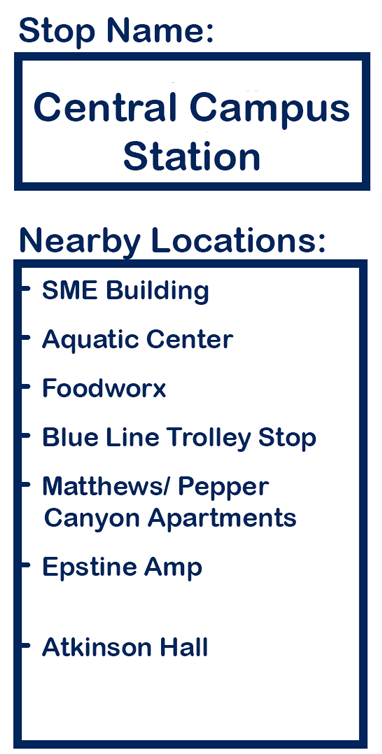 Stop Name:
Central Campus
Station
Nearby Locations:
- SME Building
- Aquatic Center
- Foodworx
- Blue Line Trolley Stop
- Matthews/ Pepper
Canyon Apartments
- Epstine Amp
- Atkinson Hall